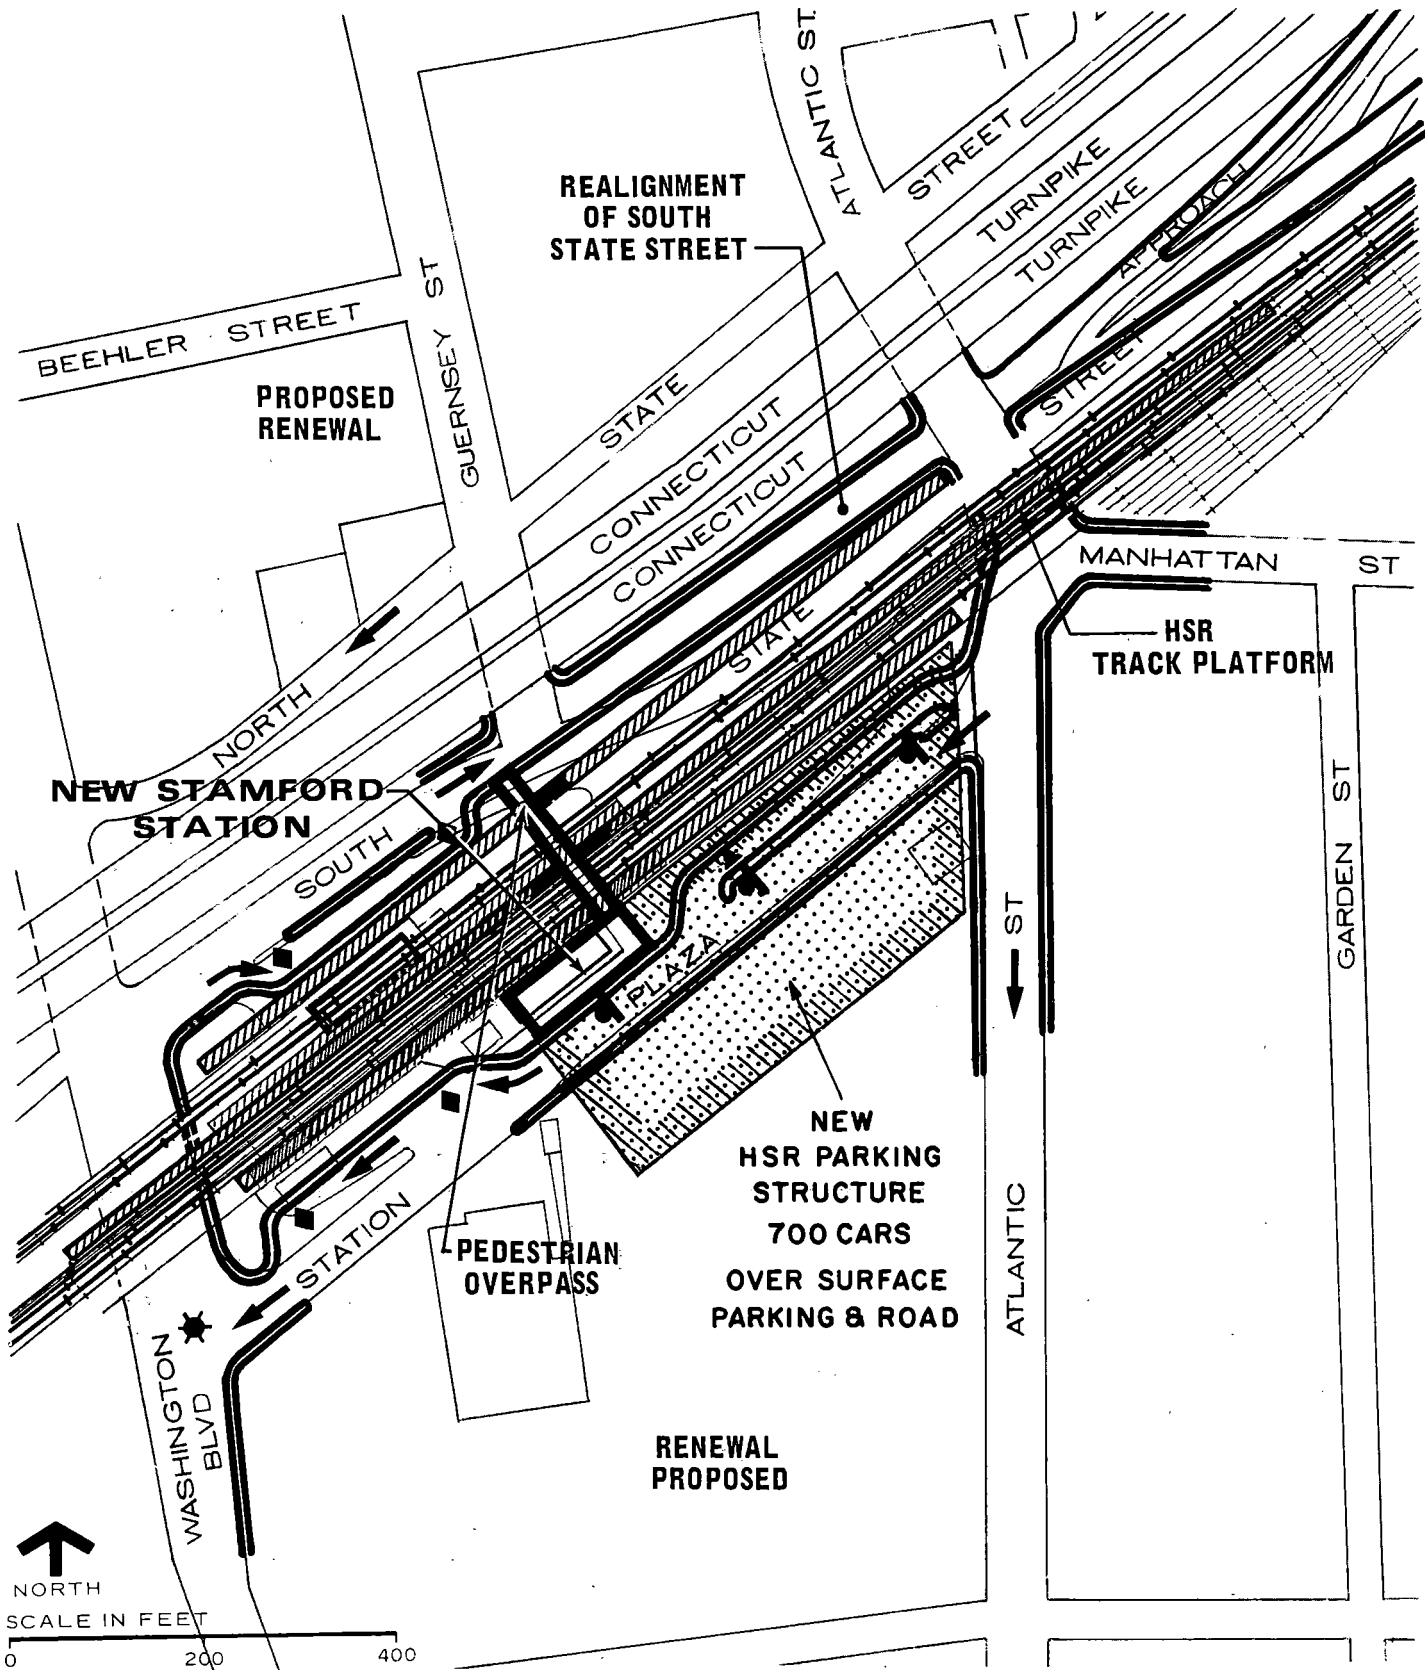 ATLANTIC ST.
STREET
TURNPIKE
TURNPIKE
APPROACH
REALIGNMENT
OF SOUTH
STATE STREET
GUERNSEY ST
BEEHLER STREET
STREET
PROPOSED
RENEWAL
STATE
CONNECTICUT
CONNECTICUT
MANHATTAN ST
STATE
HSR
TRACK PLATFORM
NORTH
NEW STAMFORD
STATION
SOUTH
GARDEN ST
ST
PLAZA
NEW
HSR PARKING
STRUCTURE
700 CARS
OVER SURFACE
PARKING & ROAD
ATLANTIC
STATION
PEDESTRIAN
OVERPASS
WASHINGTON
BLVD
RENEWAL
PROPOSED
NORTH
SCALE IN FEET
0 200 400